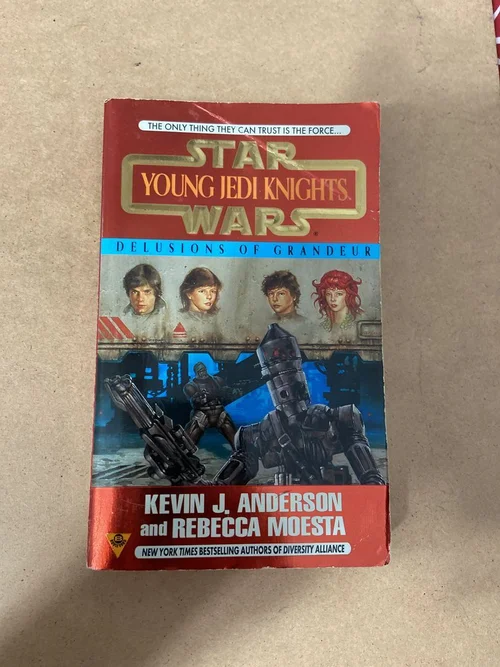 THE ONLY THING THEY CAN TRUST IS THE FORCE...
STAR
YOUNG JEDI KNIGHTS
WARS®
DELUSIONS OF GRANDEUR
KEVIN J. ANDERSON
and REBECCA MOESTA
NEW YORK TIMES BESTSELLING AUTHORS OF DIVERSITY ALLIANCE